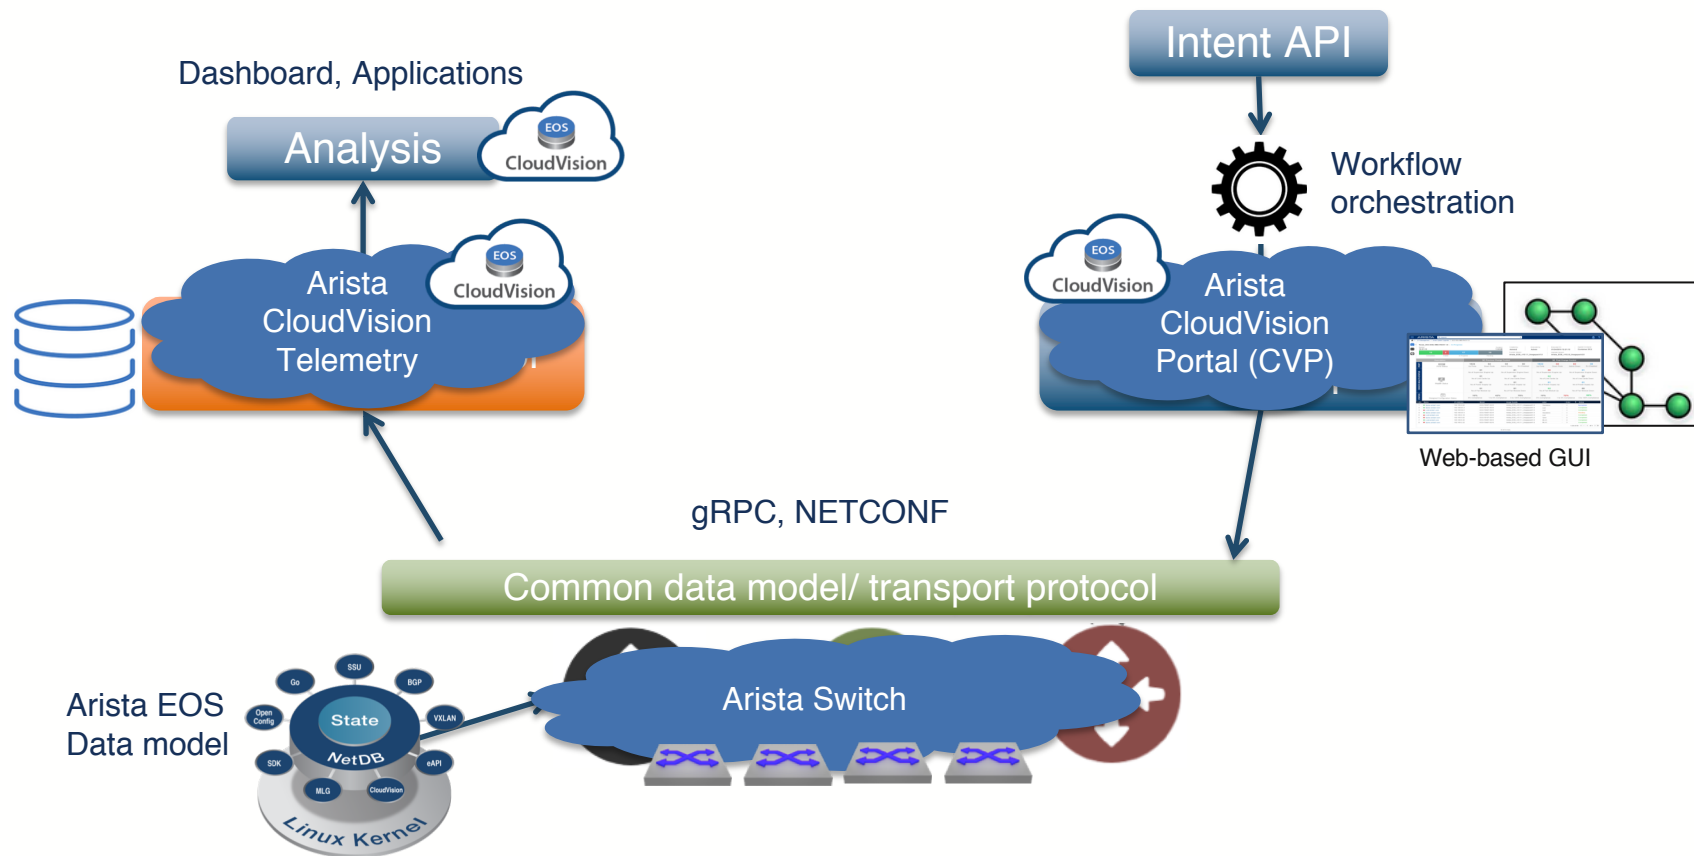 Intent API
Dashboard, Applications
Analysis
EOS
CloudVision
Workflow
orchestration
EOS
CloudVision
Arista
CloudVision
Telemetry
EOS
CloudVision
Arista
CloudVision
Portal (CVP)
Web-based GUI
gRPC, NETCONF
Common data model/ transport protocol
Arista EOS
Data model
SSU
Go
BGP
Open
Config
State
VXLAN
NetDB
SDK
eAPI
MLG
CloudVision
Linux Kernel
Arista Switch